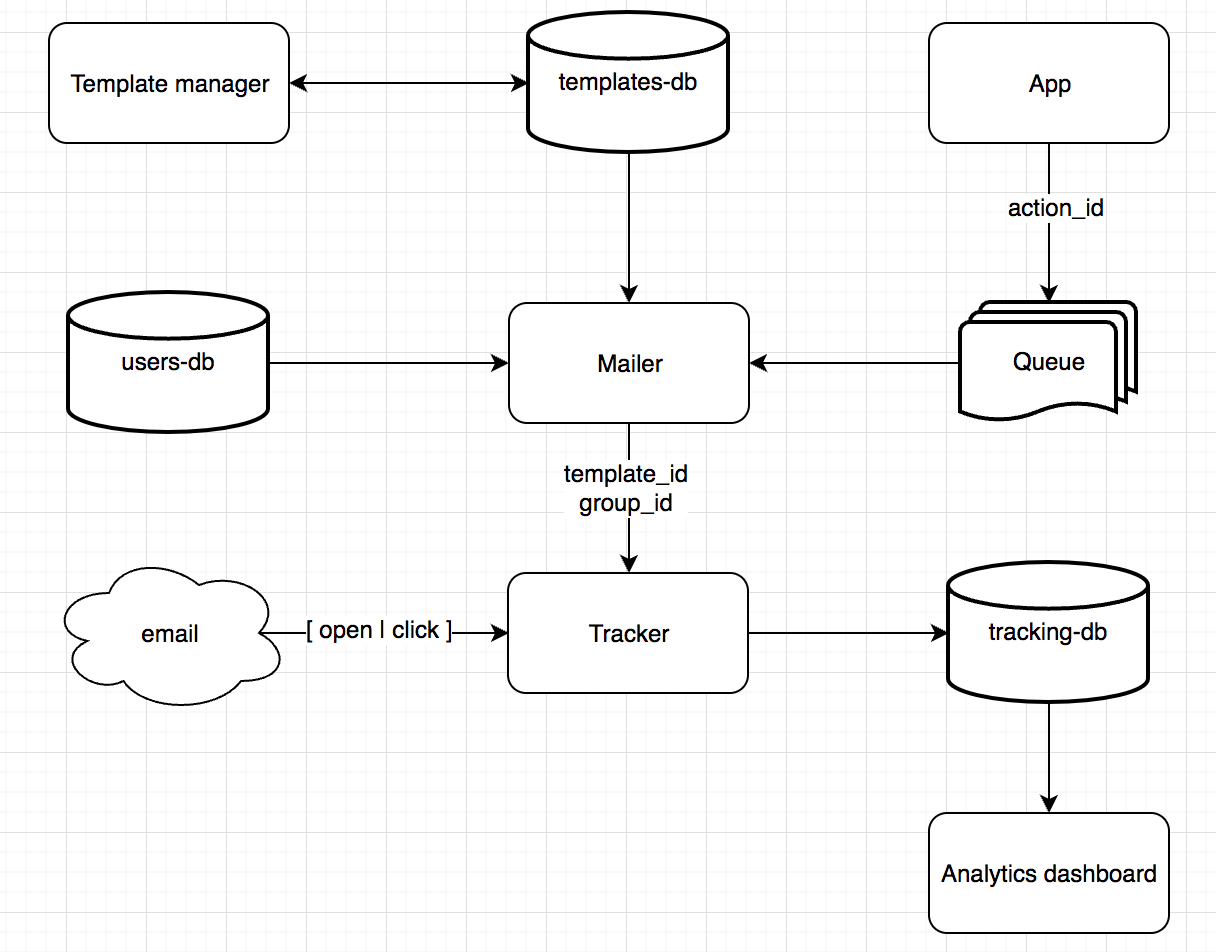 Template manager
templates-db
App
action_id
users-db
Mailer
Queue
template_id
group_id
email
[ open | click ]
Tracker
tracking-db
Analytics dashboard